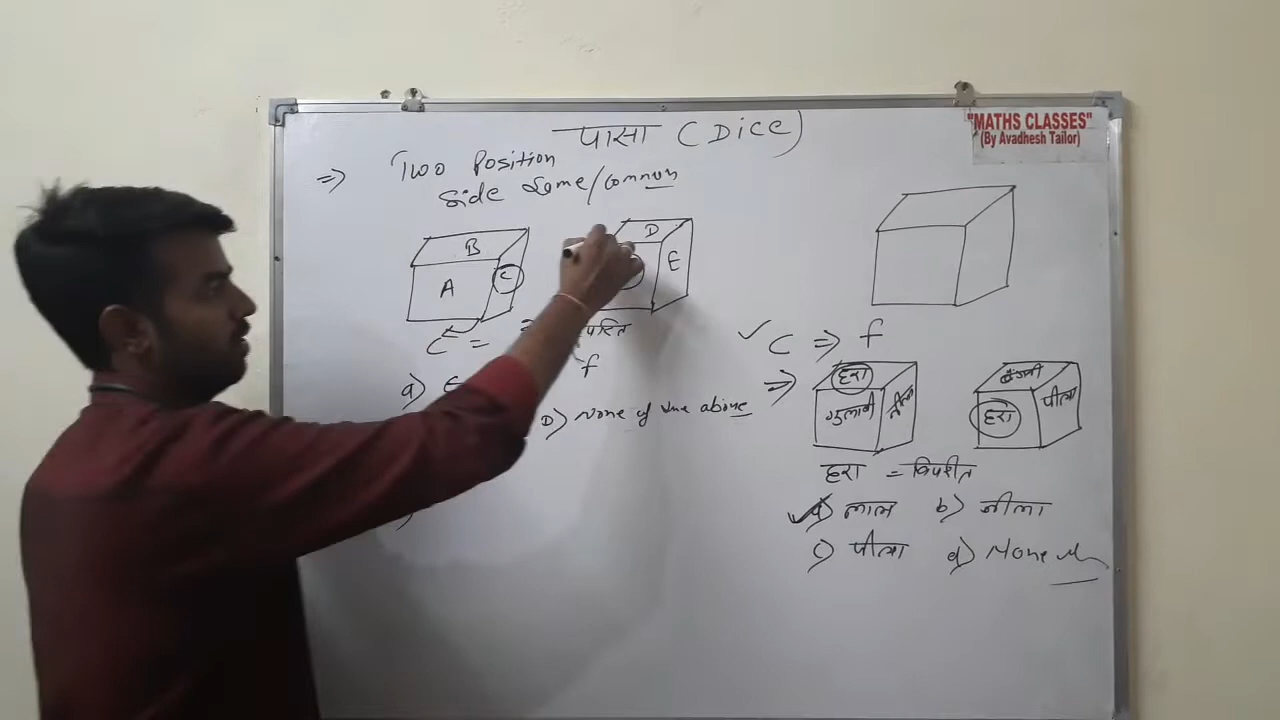 पासा (Dice)
"MATHS CLASSES"
(By Avadhesh Tailor)
=> Two Position
Side Same/Common
B
A
C
D
E
C =
a) E
f
D) None of the above
✓ C => f
=>
हरा
गुलाबी
नीला
बैंगनी
हरा
पीला
हरा = विपरीत
a) लाल b) नीला
c) पीला d) None